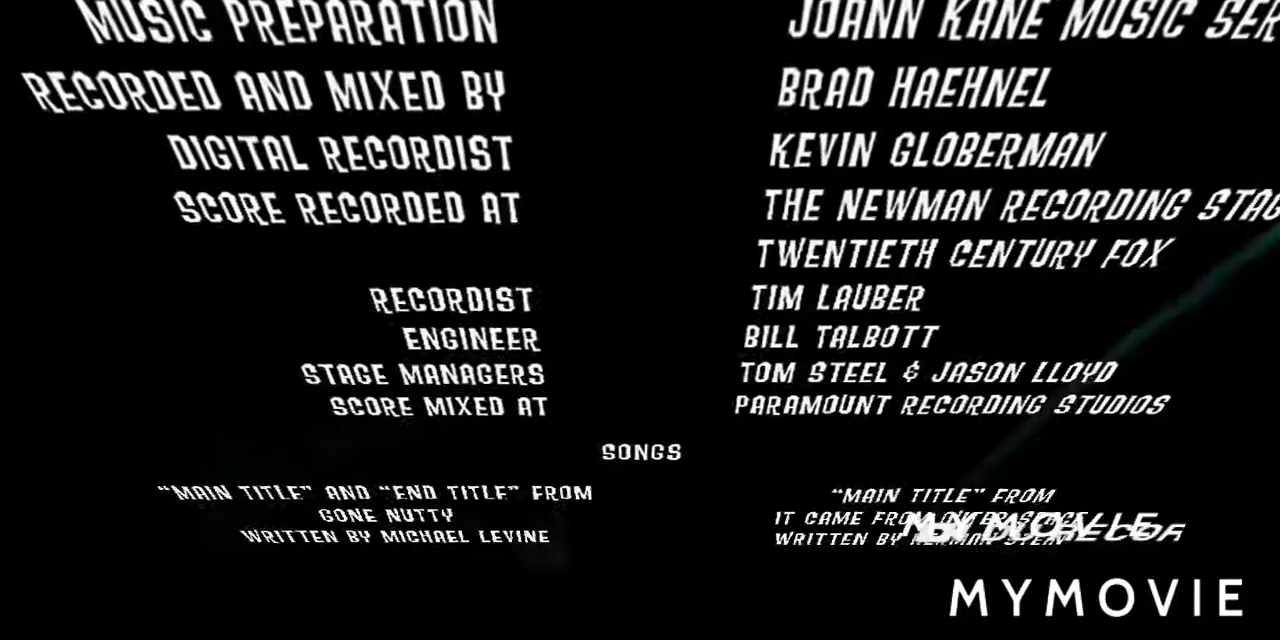 MUSIC PREPARATION JOANN KANE MUSIC
RECORDED AND MIXED BY BRAD HAEHNEL
DIGITAL RECORDIST KEVIN GLOBERMAN
SCORE RECORDED AT THE NEWMAN RECORDING
TWENTIETH CENTURY FOX
RECORDIST TIM LAUBER
ENGINEER BILL TALBOTT
STAGE MANAGERS TOM STEEL & JASON LLOYD
SCORE MIXED AT PARAMOUNT RECORDING STUDIOS
SONGS
“MAIN TITLE” AND “END TITLE” FROM
GONE NUTTY
WRITTEN BY MICHAEL LEVINE
“MAIN TITLE” FROM
IT CAME FROM
WRITTEN BY
MYMOVIE